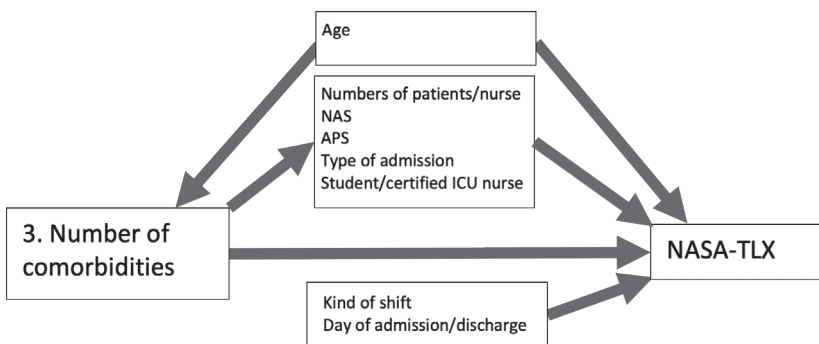 Age
Numbers of patients/nurse
NAS
APS
Type of admission
Student/certified ICU nurse
3. Number of
comorbidities
NASA-TLX
Kind of shift
Day of admission/discharge